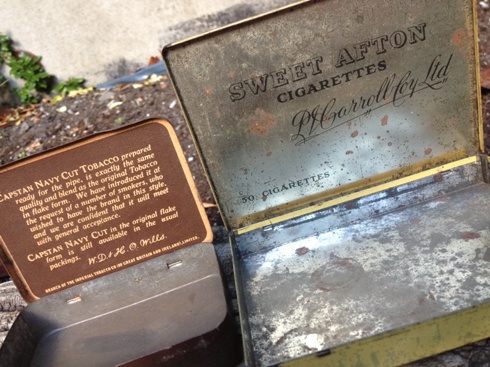 CAPSTAN NAVY CUT TOBACCO prepared
ready for the pipe, is exactly the same
quality and blend as the original Tobacco
in flake form. We have introduced it at
the request of a number of smokers who
wished to have the brand in this style,
and we are confident that it will meet
with general acceptance.
CAPSTAN NAVY CUT in the original flake
form is still available in the usual
packings.
W.D. & H.O. Wills.
BRANCH OF THE IMPERIAL TOBACCO CO. OF GREAT BRITAIN AND IRELAND, LIMITED.
SWEET AFTON
CIGARETTES
P.J. Carroll & Coy Ltd
50 CIGARETTES